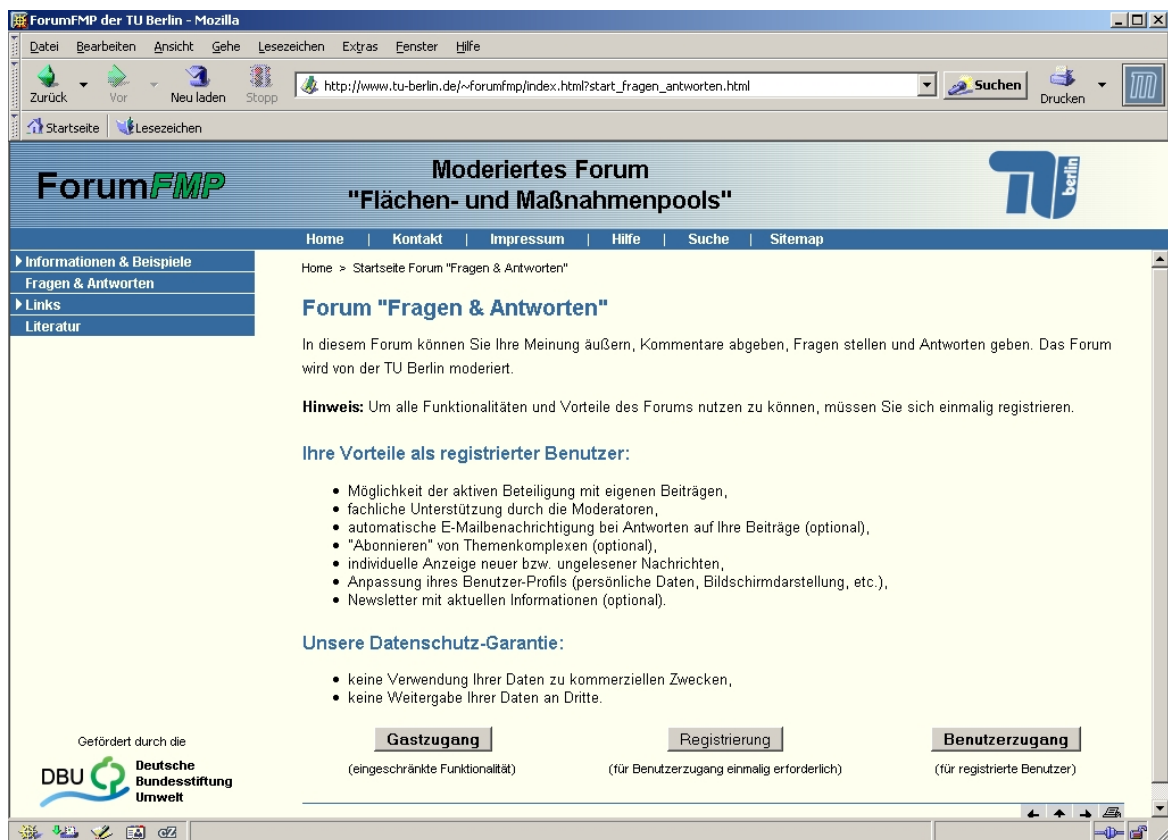 ForumFMP der TU Berlin - Mozilla
Datei Bearbeiten Ansicht Gehe Lesezeichen Extras Fenster Hilfe
Zurück Vor Neu laden Stopp http://www.tu-berlin.de/~forumfmp/index.html?start_fragen_antworten.html Suchen Drucken
Startseite Lesezeichen
ForumFMP
Moderiertes Forum
"Flächen- und Maßnahmenpools"
TU berlin
Home | Kontakt | Impressum | Hilfe | Suche | Sitemap
Informationen & Beispiele
Fragen & Antworten
Links
Literatur
Home > Startseite Forum "Fragen & Antworten"
Forum "Fragen & Antworten"
In diesem Forum können Sie Ihre Meinung äußern, Kommentare abgeben, Fragen stellen und Antworten geben. Das Forum
wird von der TU Berlin moderiert.
Hinweis: Um alle Funktionalitäten und Vorteile des Forums nutzen zu können, müssen Sie sich einmalig registrieren.
Ihre Vorteile als registrierter Benutzer:
• Möglichkeit der aktiven Beteiligung mit eigenen Beiträgen,
• fachliche Unterstützung durch die Moderatoren,
• automatische E-Mailbenachrichtigung bei Antworten auf Ihre Beiträge (optional),
• "Abonnieren" von Themenkomplexen (optional),
• individuelle Anzeige neuer bzw. ungelesener Nachrichten,
• Anpassung ihres Benutzer-Profils (persönliche Daten, Bildschirmdarstellung, etc.),
• Newsletter mit aktuellen Informationen (optional).
Unsere Datenschutz-Garantie:
• keine Verwendung Ihrer Daten zu kommerziellen Zwecken,
• keine Weitergabe Ihrer Daten an Dritte.
Gastzugang Registrierung Benutzerzugang
(eingeschränkte Funktionalität) (für Benutzerzugang einmalig erforderlich) (für registrierte Benutzer)
Gefördert durch die
DBU Deutsche
Bundesstiftung
Umwelt